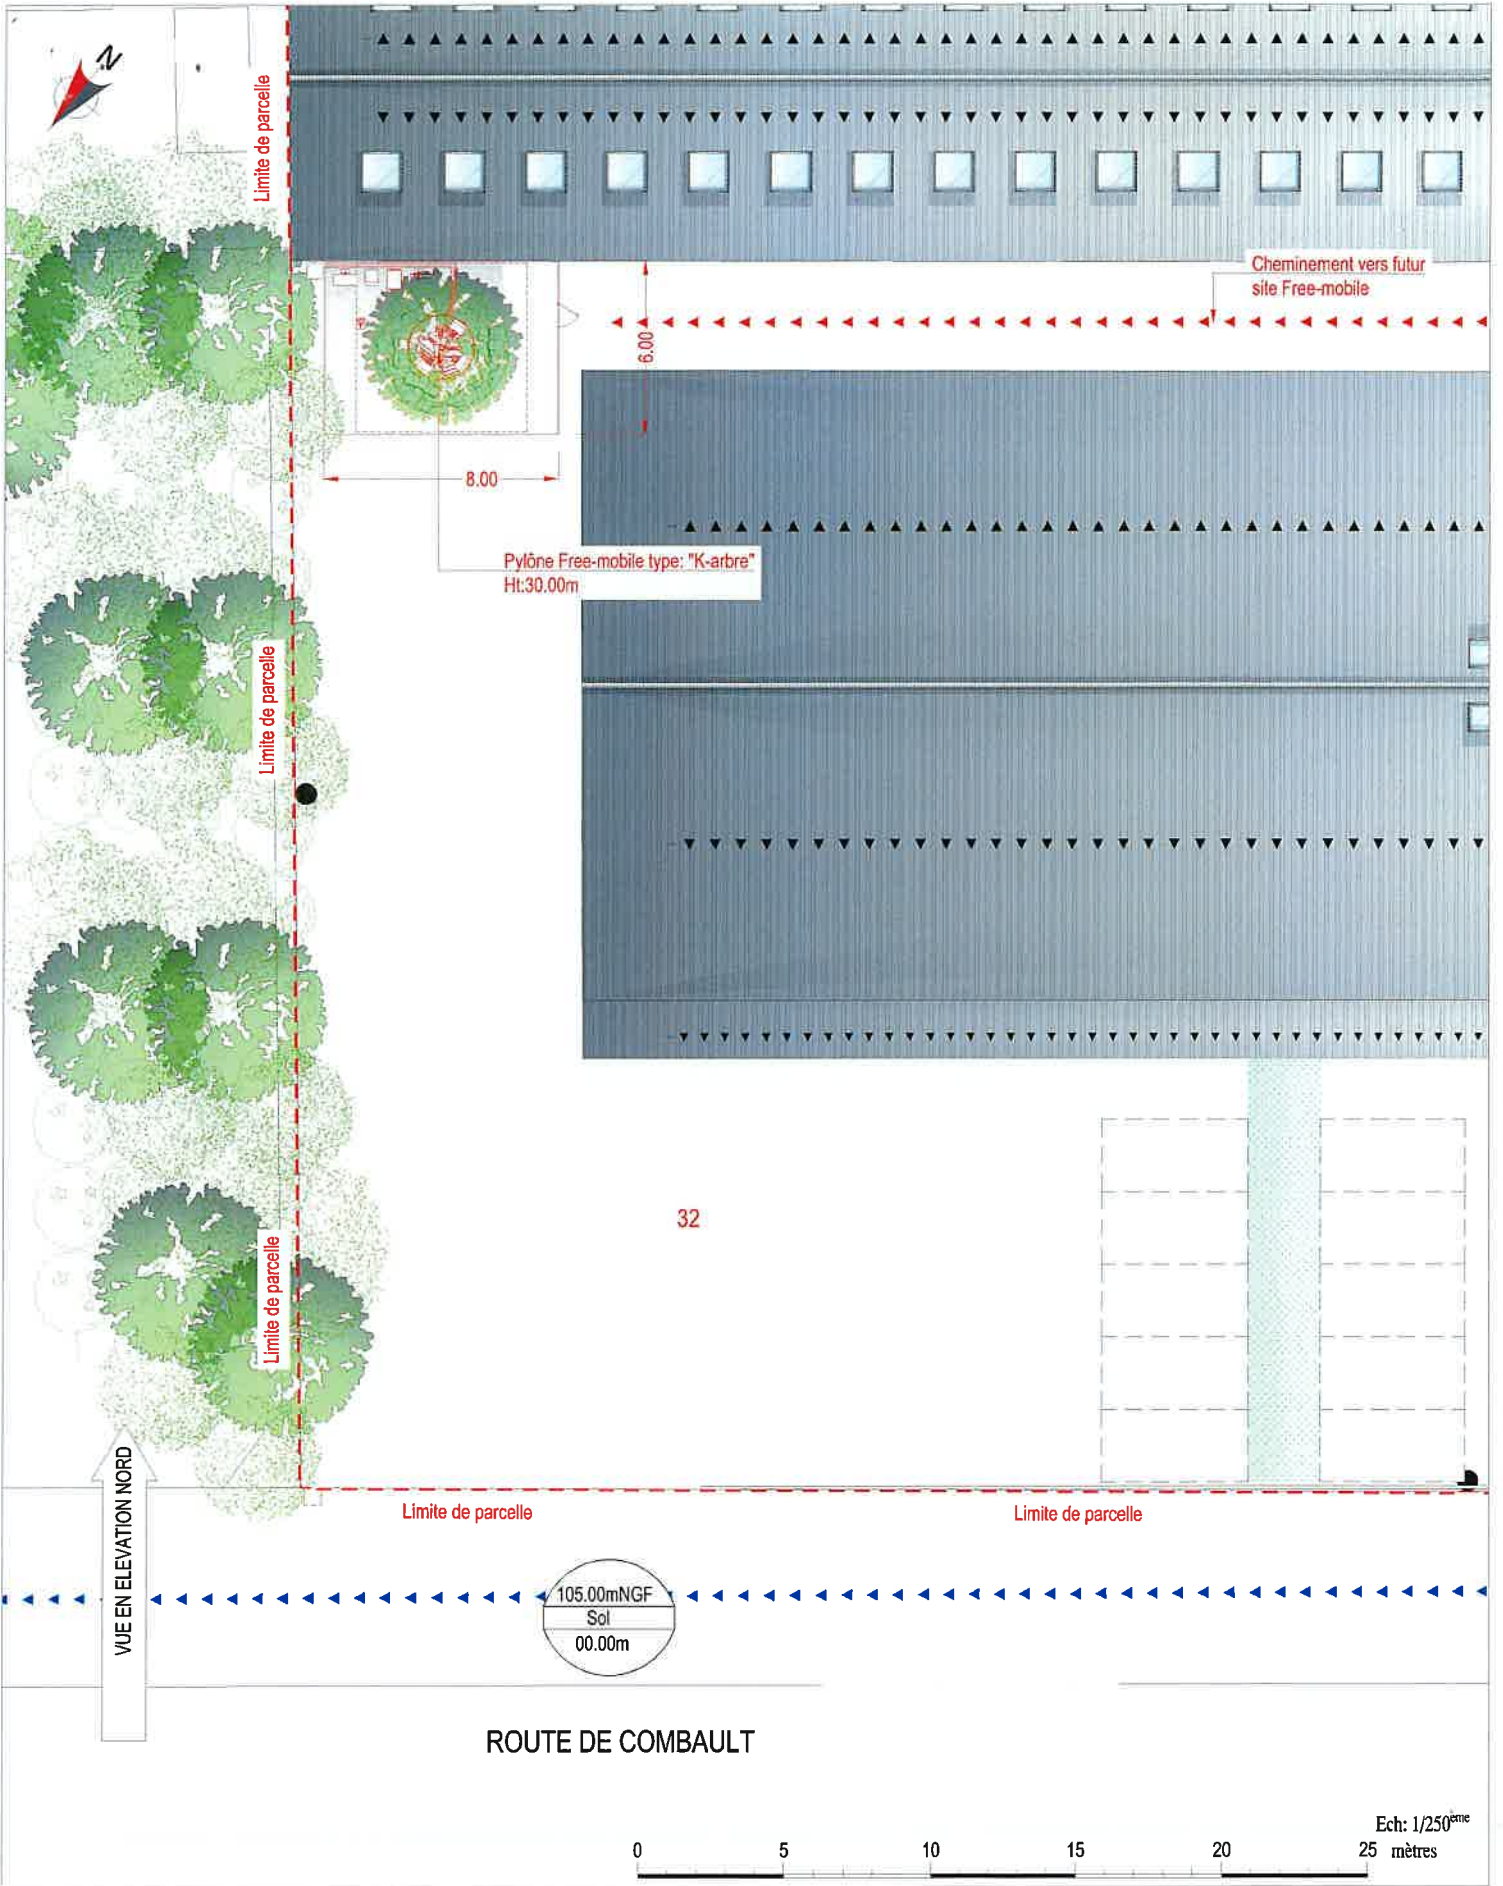 N
Limite de parcelle
Cheminement vers futur
site Free-mobile
6.00
8.00
Pylône Free-mobile type: "K-arbre"
Ht:30.00m
Limite de parcelle
32
Limite de parcelle
VUE EN ELEVATION NORD
Limite de parcelle
Limite de parcelle
105.00mNGF
Sol
00.00m
ROUTE DE COMBAULT
Ech: 1/250ème
0 5 10 15 20 25 mètres